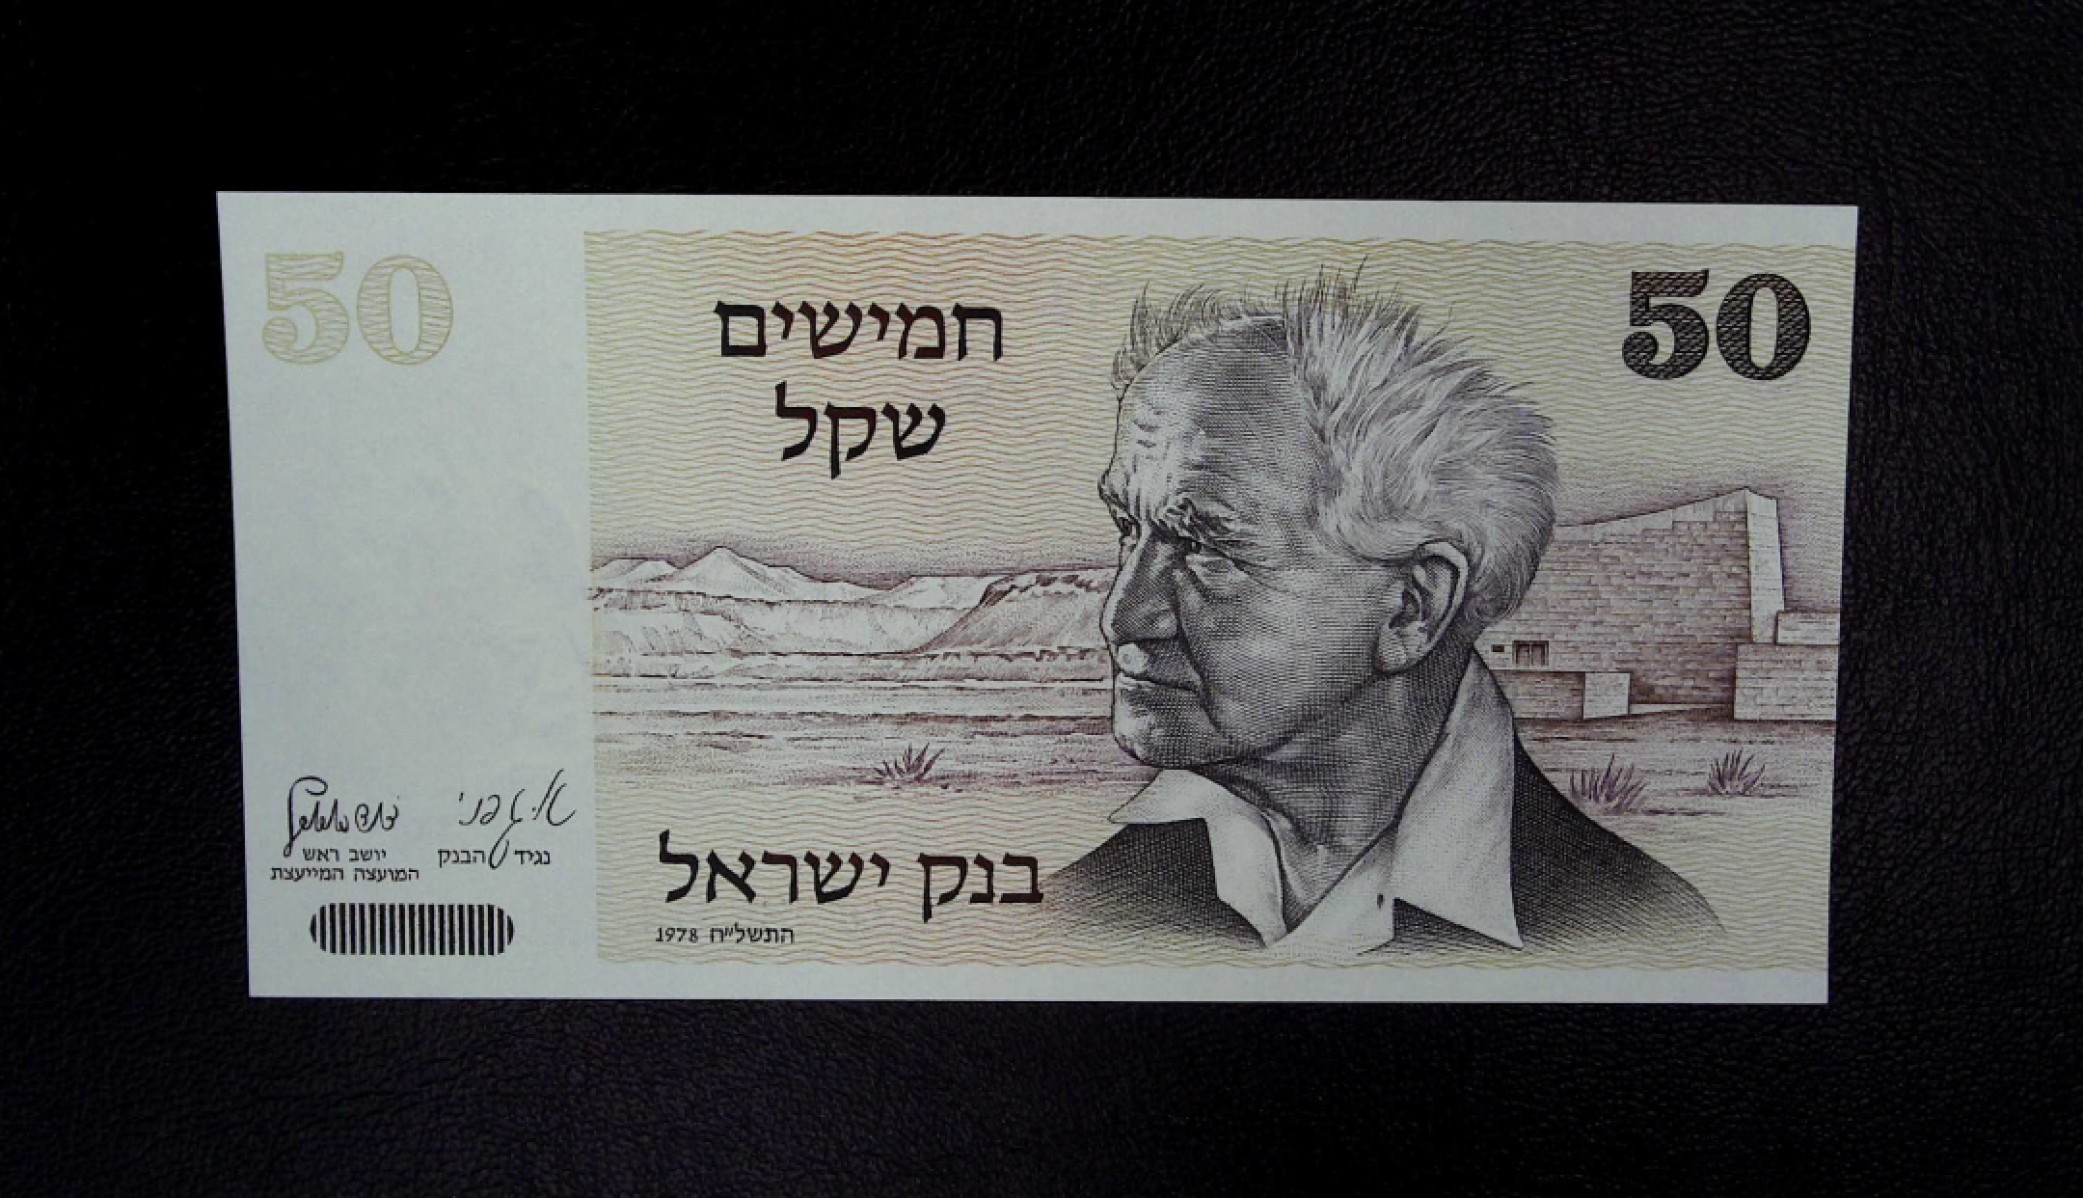 50
50
חמישים
שקל
נגיד הבנק
יושב ראש
המועצה המייעצת
בנק ישראל
התשל"ח 1978